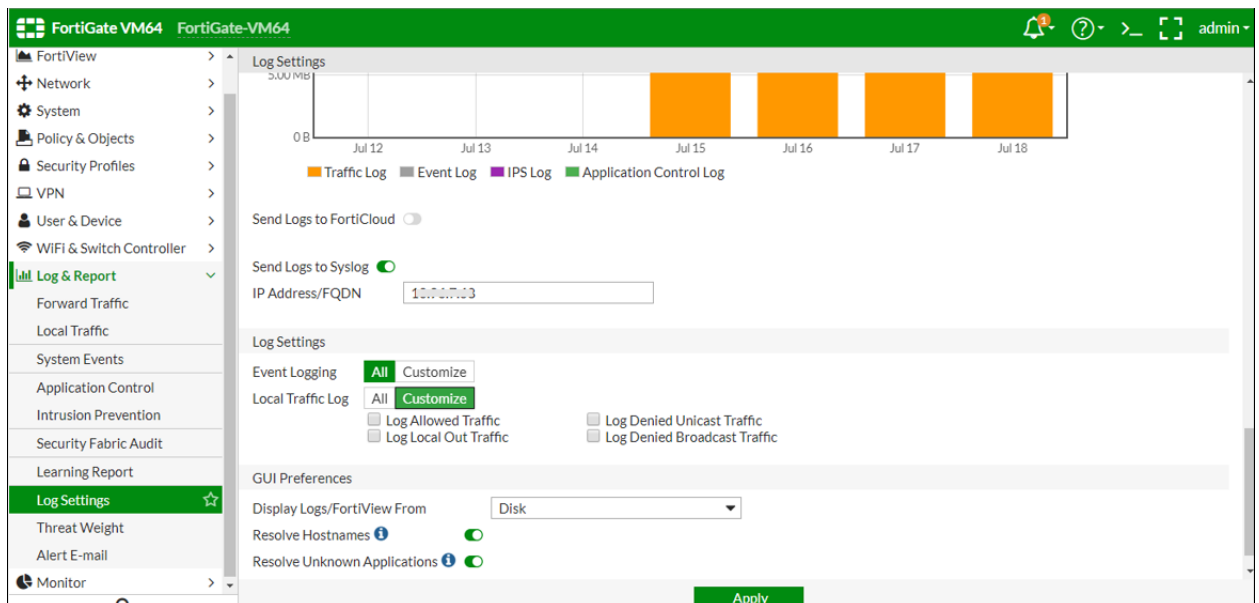 FortiGate VM64 FortiGate-VM64 1 admin
FortiView
Network
System
Policy & Objects
Security Profiles
VPN
User & Device
WiFi & Switch Controller
Log & Report
Forward Traffic
Local Traffic
System Events
Application Control
Intrusion Prevention
Security Fabric Audit
Learning Report
Log Settings
Threat Weight
Alert E-mail
Monitor
Log Settings
5.00 MB
0 B
Jul 12 Jul 13 Jul 14 Jul 15 Jul 16 Jul 17 Jul 18
Traffic Log Event Log IPS Log Application Control Log
Send Logs to FortiCloud
Send Logs to Syslog
IP Address/FQDN
Log Settings
Event Logging All Customize
Local Traffic Log All Customize
Log Allowed Traffic Log Denied Unicast Traffic
Log Local Out Traffic Log Denied Broadcast Traffic
GUI Preferences
Display Logs/FortiView From Disk
Resolve Hostnames
Resolve Unknown Applications
Apply